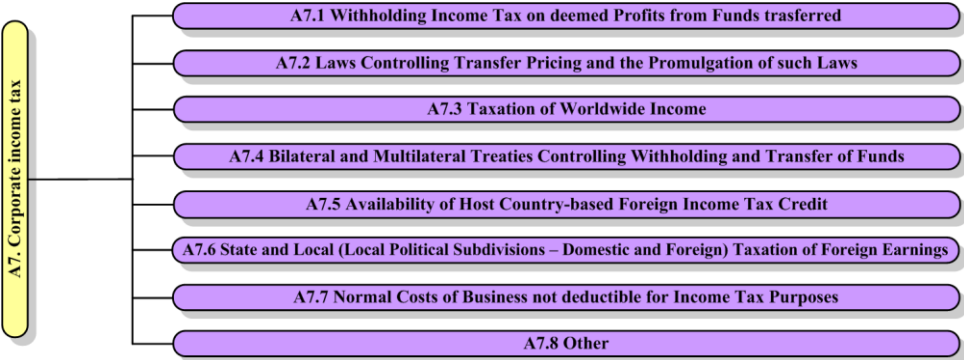 A7. Corporate income tax
A7.1 Withholding Income Tax on deemed Profits from Funds trasferred
A7.2 Laws Controlling Transfer Pricing and the Promulgation of such Laws
A7.3 Taxation of Worldwide Income
A7.4 Bilateral and Multilateral Treaties Controlling Withholding and Transfer of Funds
A7.5 Availability of Host Country-based Foreign Income Tax Credit
A7.6 State and Local (Local Political Subdivisions – Domestic and Foreign) Taxation of Foreign Earnings
A7.7 Normal Costs of Business not deductible for Income Tax Purposes
A7.8 Other